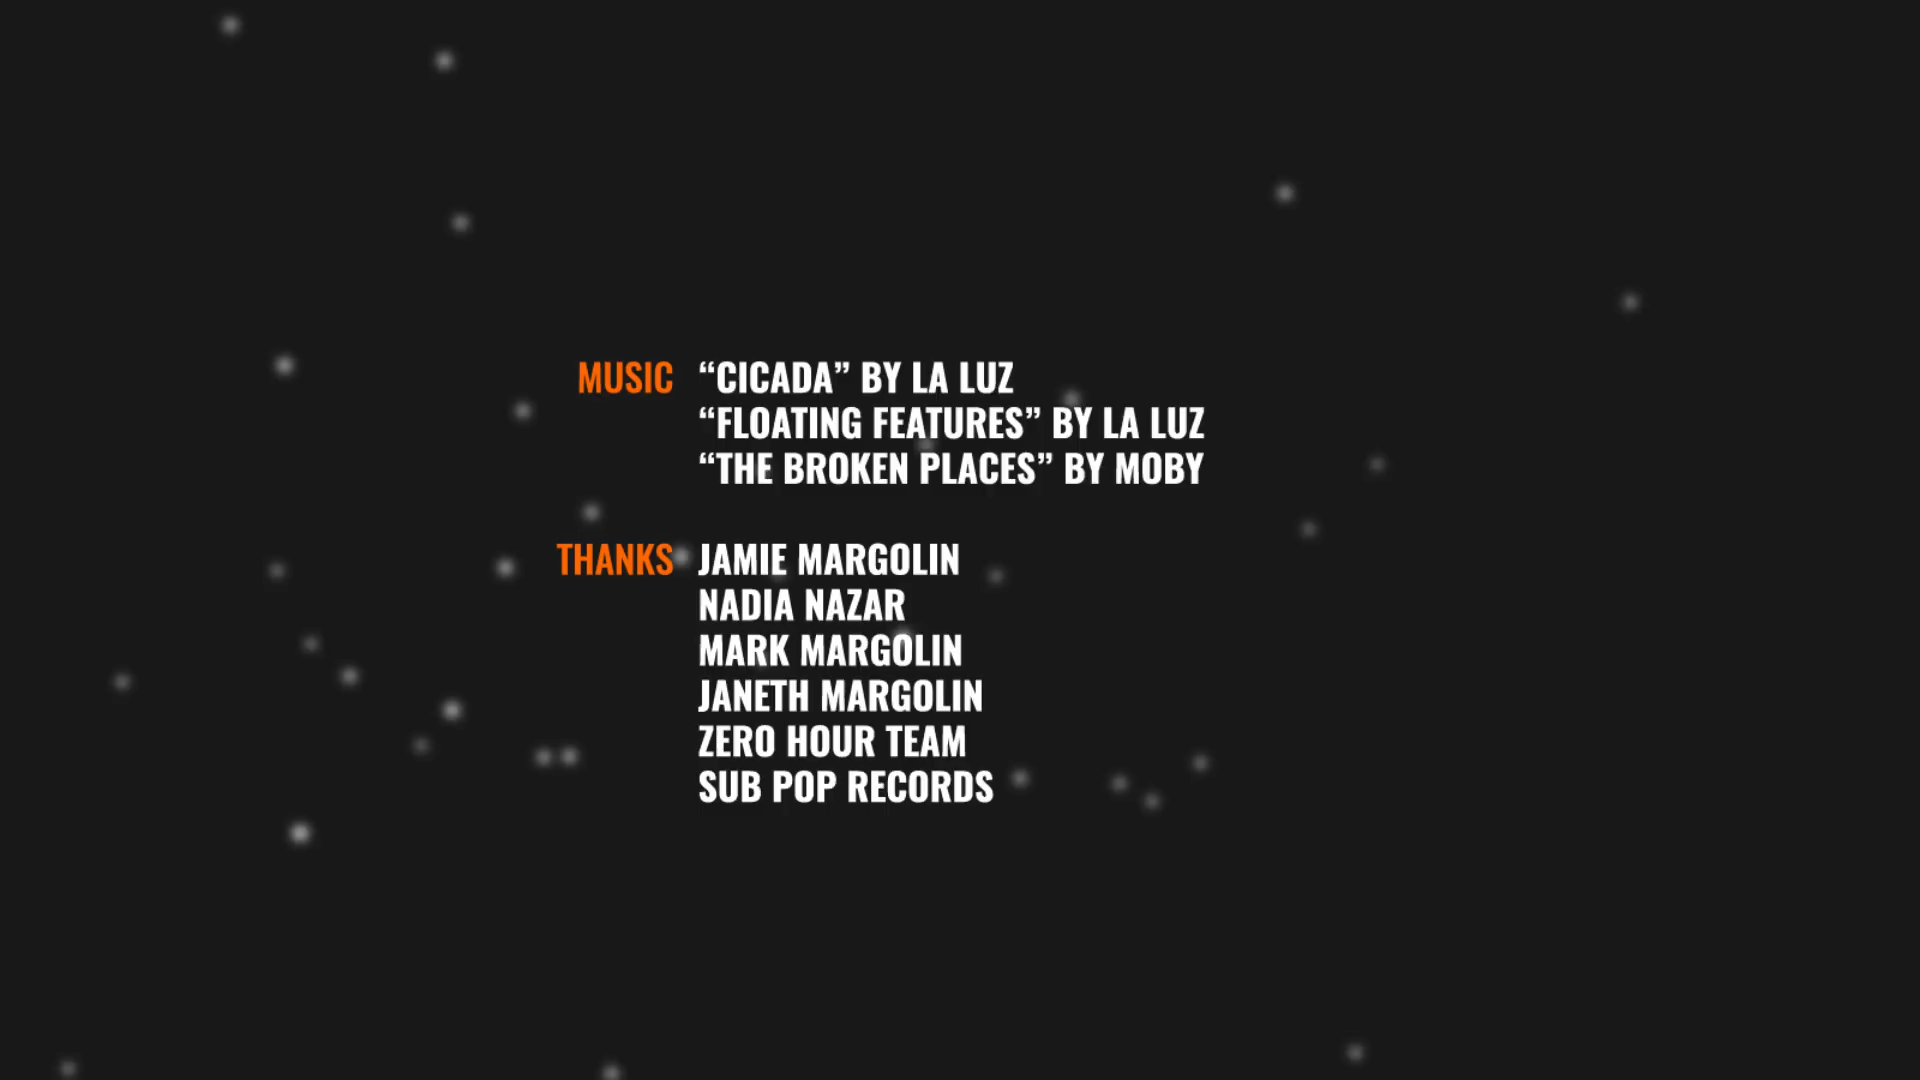 MUSIC “CICADA” BY LA LUZ
“FLOATING FEATURES” BY LA LUZ
“THE BROKEN PLACES” BY MOBY
THANKS JAMIE MARGOLIN
NADIA NAZAR
MARK MARGOLIN
JANETH MARGOLIN
ZERO HOUR TEAM
SUB POP RECORDS